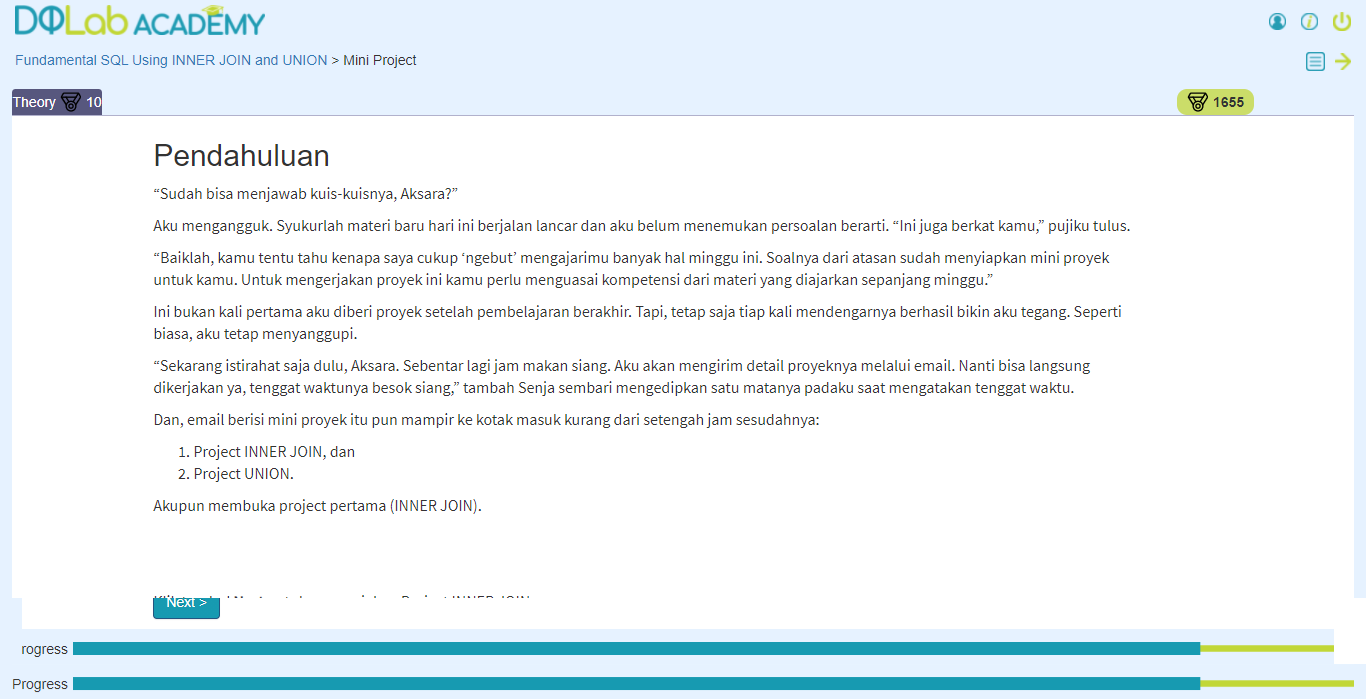 DQLab ACADEMY
Fundamental SQL Using INNER JOIN and UNION > Mini Project
Theory 10
1655
Pendahuluan
“Sudah bisa menjawab kuis-kuisnya, Aksara?”
Aku mengangguk. Syukurlah materi baru hari ini berjalan lancar dan aku belum menemukan persoalan berarti. “Ini juga berkat kamu,” pujiku tulus.
“Baiklah, kamu tentu tahu kenapa saya cukup ‘ngebut’ mengajarimu banyak hal minggu ini. Soalnya dari atasan sudah menyiapkan mini proyek
untuk kamu. Untuk mengerjakan proyek ini kamu perlu menguasai kompetensi dari materi yang diajarkan sepanjang minggu.”
Ini bukan kali pertama aku diberi proyek setelah pembelajaran berakhir. Tapi, tetap saja tiap kali mendengarnya berhasil bikin aku tegang. Seperti
biasa, aku tetap menyanggupi.
“Sekarang istirahat saja dulu, Aksara. Sebentar lagi jam makan siang. Aku akan mengirim detail proyeknya melalui email. Nanti bisa langsung
dikerjakan ya, tenggat waktunya besok siang,” tambah Senja sembari mengedipkan satu matanya padaku saat mengatakan tenggat waktu.
Dan, email berisi mini proyek itu pun mampir ke kotak masuk kurang dari setengah jam sesudahnya:
1. Project INNER JOIN, dan
2. Project UNION.
Akupun membuka project pertama (INNER JOIN).
Next >
rogress
Progress